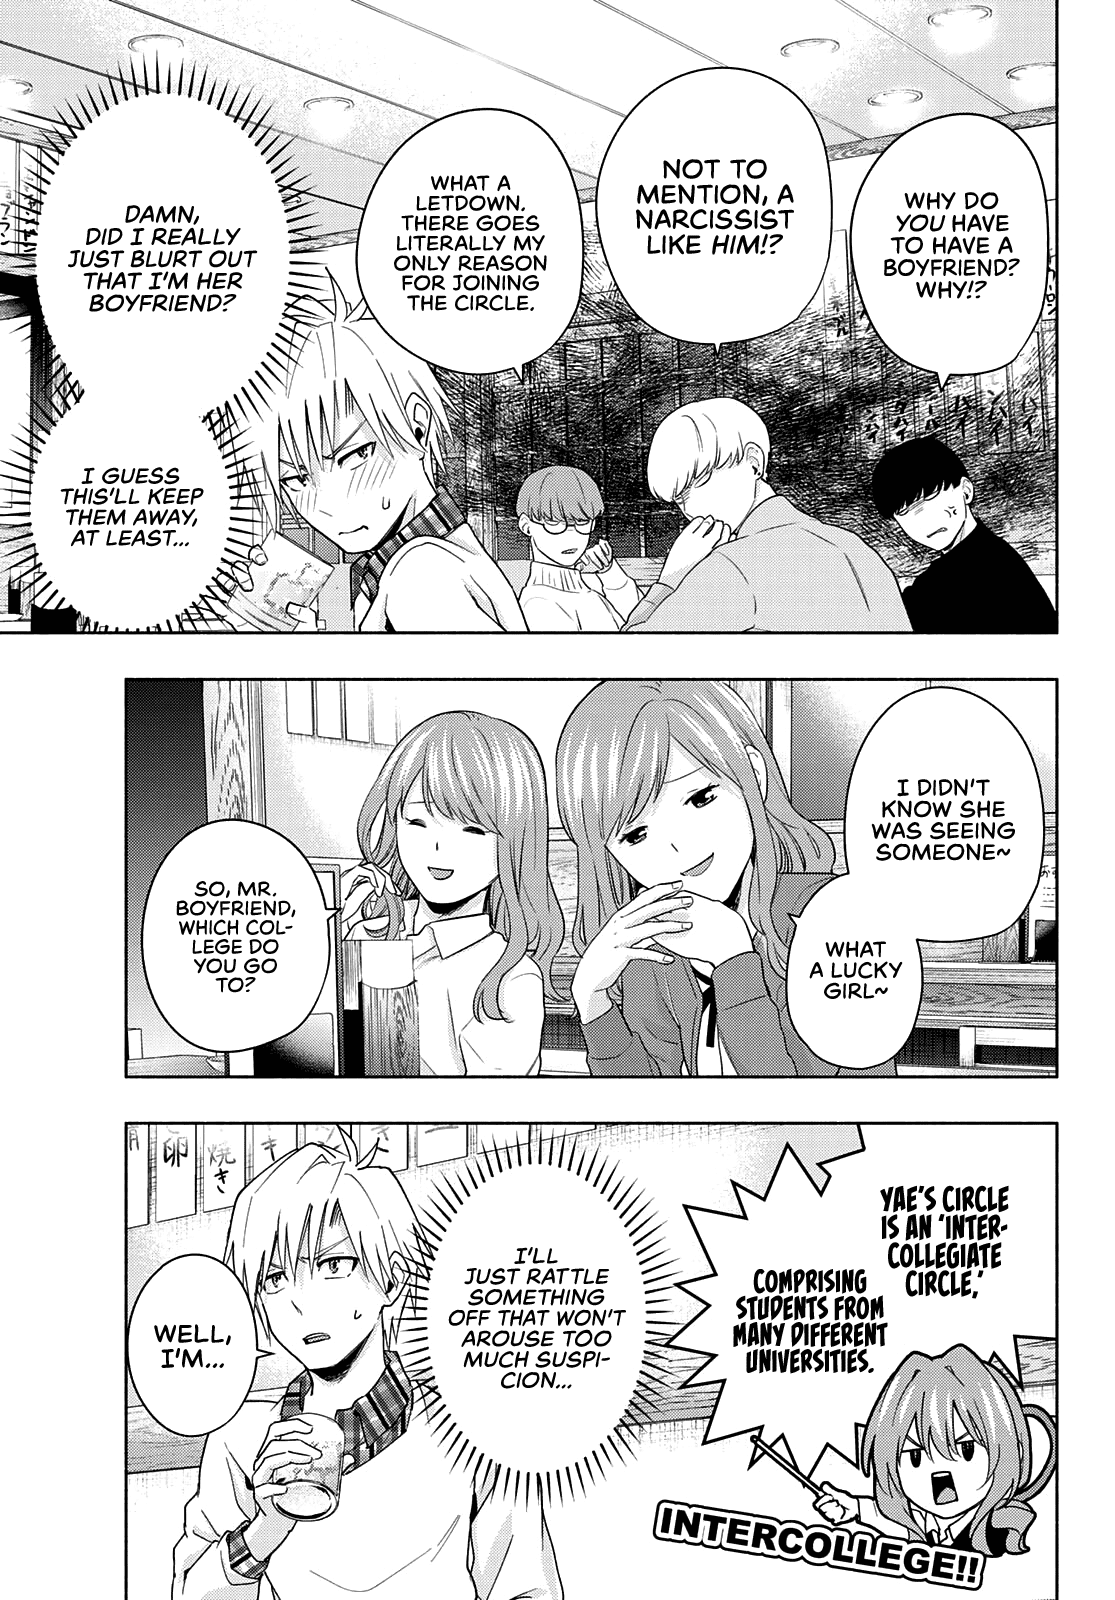 WHY DO
YOU HAVE
TO HAVE A
BOYFRIEND?
WHY!?
NOT TO
MENTION, A
NARCISSIST
LIKE HIM!?
WHAT A
LETDOWN.
THERE GOES
LITERALLY MY
ONLY REASON
FOR JOINING
THE CIRCLE.
DAMN,
DID I REALLY
JUST BLURT OUT
THAT I'M HER
BOYFRIEND?
I GUESS
THIS'LL KEEP
THEM AWAY,
AT LEAST...
I DIDN'T
KNOW SHE
WAS SEEING
SOMEONE~
WHAT
A LUCKY
GIRL~
SO, MR.
BOYFRIEND,
WHICH COL-
LEGE DO
YOU GO
TO?
YAE'S CIRCLE
IS AN 'INTER-
COLLEGIATE
CIRCLE,'
COMPRISING
STUDENTS FROM
MANY DIFFERENT
UNIVERSITIES.
INTERCOLLEGE!!
I'LL
JUST RATTLE
SOMETHING
OFF THAT WON'T
AROUSE TOO
MUCH SUSPI-
CION...
WELL,
I'M...
焼き
卵